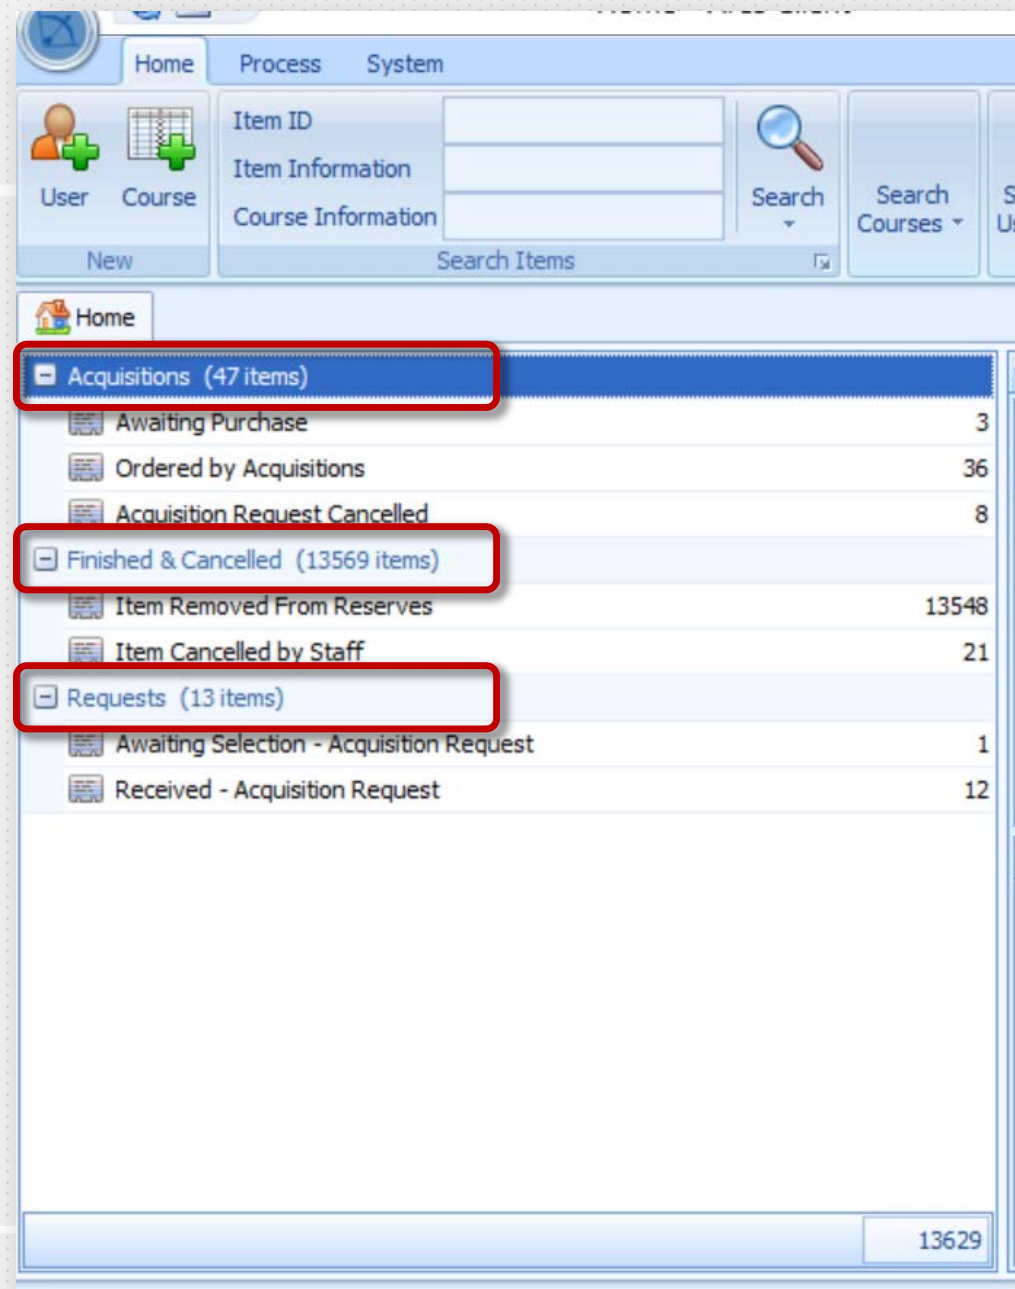 Home Process System
Item ID
Item Information
Course Information
User Course
Search
Search Courses
New
Search Items
Home
Acquisitions (47 items)
Awaiting Purchase 3
Ordered by Acquisitions 36
Acquisition Request Cancelled 8
Finished & Cancelled (13569 items)
Item Removed From Reserves 13548
Item Cancelled by Staff 21
Requests (13 items)
Awaiting Selection - Acquisition Request 1
Received - Acquisition Request 12
13629